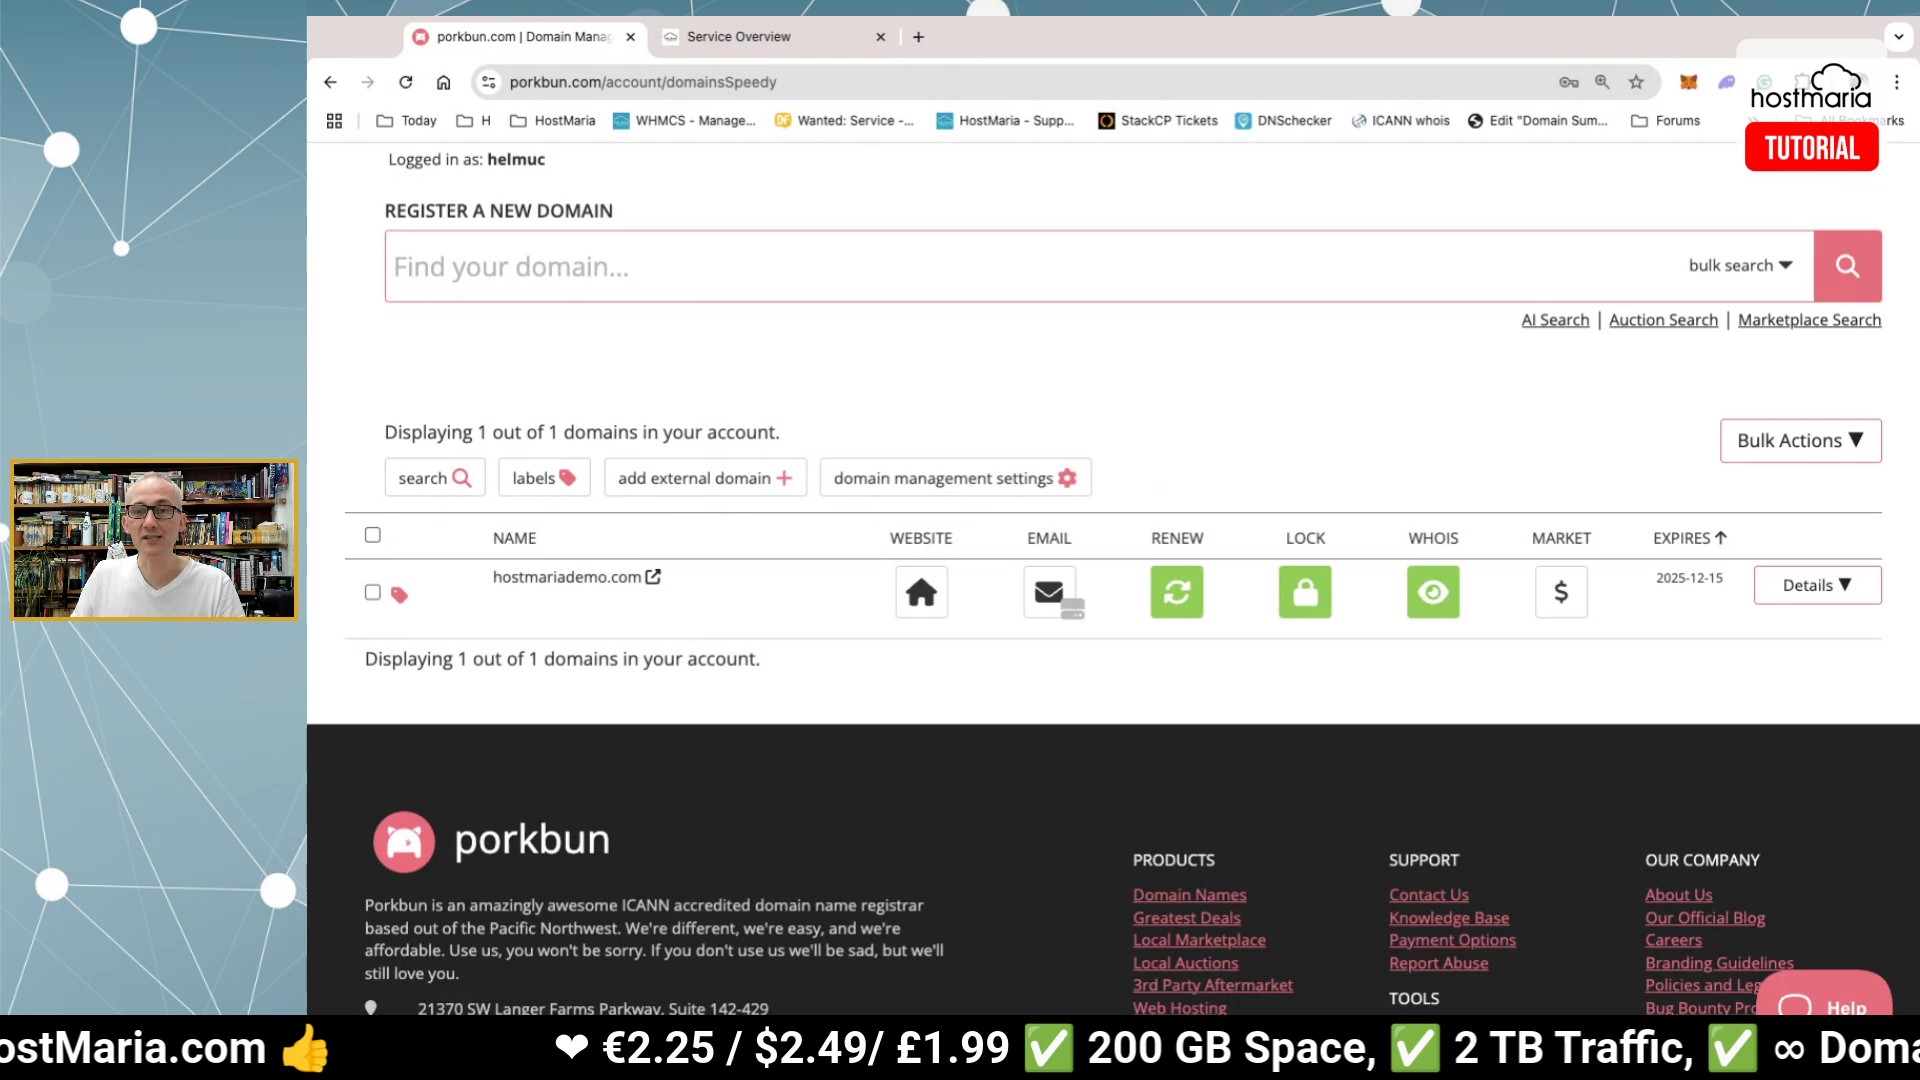 porkbun.com | Domain Manag
Service Overview
porkbun.com/account/domainsSpeedy
Today
H
HostMaria
WHMCS - Manage...
Wanted: Service -...
HostMaria - Supp...
StackCP Tickets
DNSchecker
ICANN whois
Edit "Domain Sum...
Forums
All Bookmarks
hostmaria
TUTORIAL
Logged in as: helmuc
REGISTER A NEW DOMAIN
Find your domain...
bulk search
AI Search | Auction Search | Marketplace Search
Displaying 1 out of 1 domains in your account.
Bulk Actions ▼
search
labels
add external domain +
domain management settings
NAME WEBSITE EMAIL RENEW LOCK WHOIS MARKET EXPIRES ↑
hostmariademo.com
$
2025-12-15
Details ▼
Displaying 1 out of 1 domains in your account.
porkbun
Porkbun is an amazingly awesome ICANN accredited domain name registrar
based out of the Pacific Northwest. We're different, we're easy, and we're
affordable. Use us, you won't be sorry. If you don't use us we'll be sad, but we'll
still love you.
21370 SW Langer Farms Parkway, Suite 142-429
PRODUCTS
Domain Names
Greatest Deals
Local Marketplace
Local Auctions
3rd Party Aftermarket
Web Hosting
SUPPORT
Contact Us
Knowledge Base
Payment Options
Report Abuse
TOOLS
OUR COMPANY
About Us
Our Official Blog
Careers
Branding Guidelines
Policies and Leg
Bug Bounty Pro
Help
ostMaria.com 👍 ❤ €2.25 / $2.49/ £1.99 ✅ 200 GB Space, ✅ 2 TB Traffic, ✅ ∞ Doma